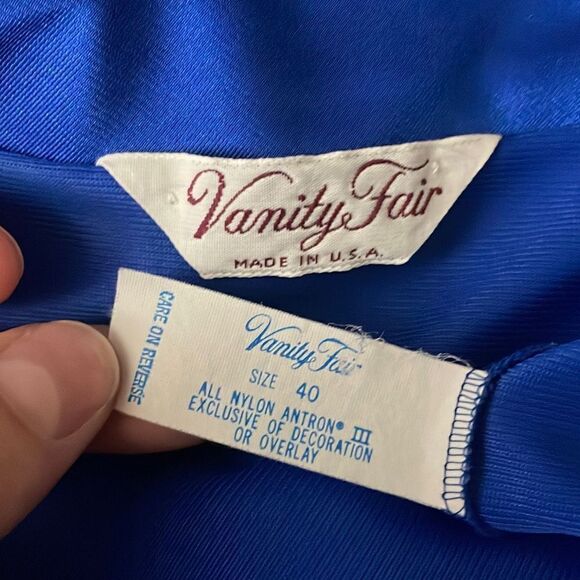 Vanity Fair
MADE IN U.S.A.
CARE ON REVERSE
Vanity Fair
SIZE 40
ALL NYLON ANTRON® III
EXCLUSIVE OF DECORATION
OR OVERLAY